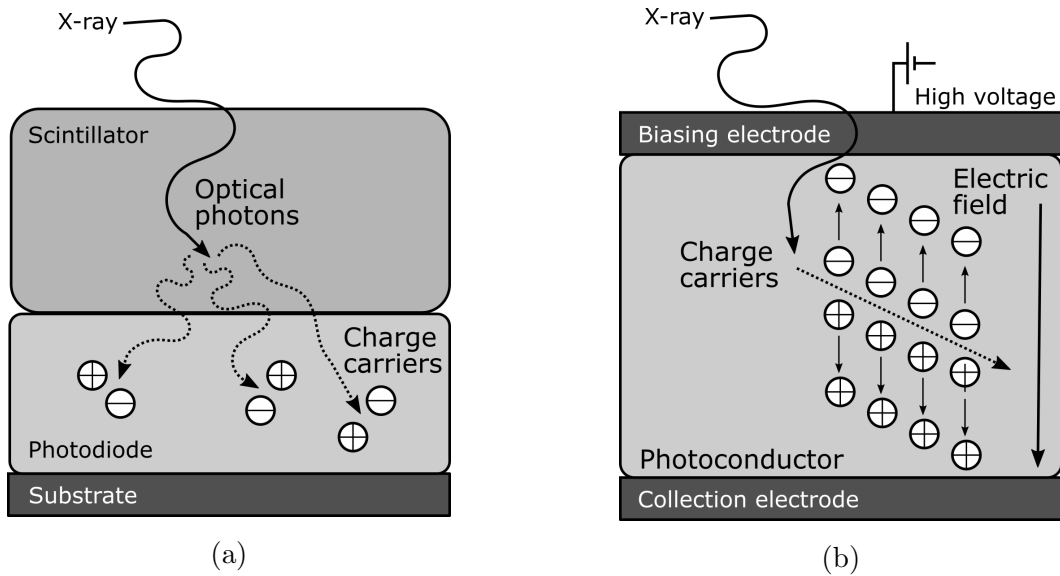 X-ray
Scintillator
Optical
photons
Charge
carriers
Photodiode
Substrate
(a)
X-ray
High voltage
Biasing electrode
Electric
field
Charge
carriers
Photoconductor
Collection electrode
(b)